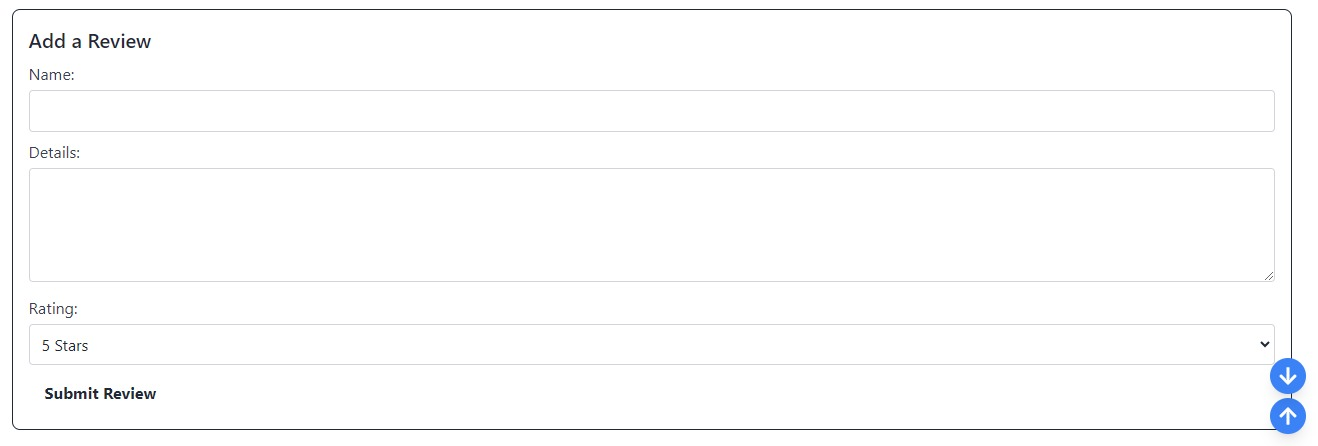 Add a Review
Name:
Details:
Rating:
5 Stars
Submit Review